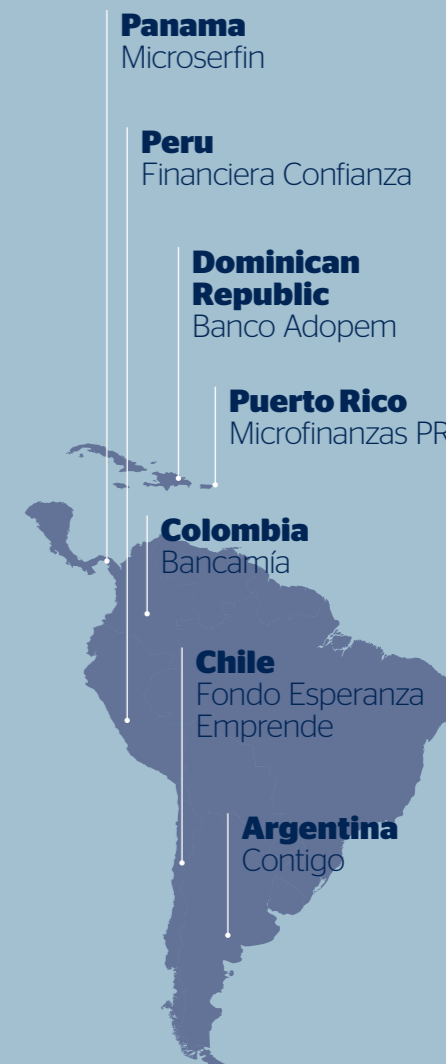 Panama
Microserfin
Peru
Financiera Confianza
Dominican
Republic
Banco Adopem
Puerto Rico
Microfinanzas PR
Colombia
Bancamía
Chile
Fondo Esperanza
Emprende
Argentina
Contigo